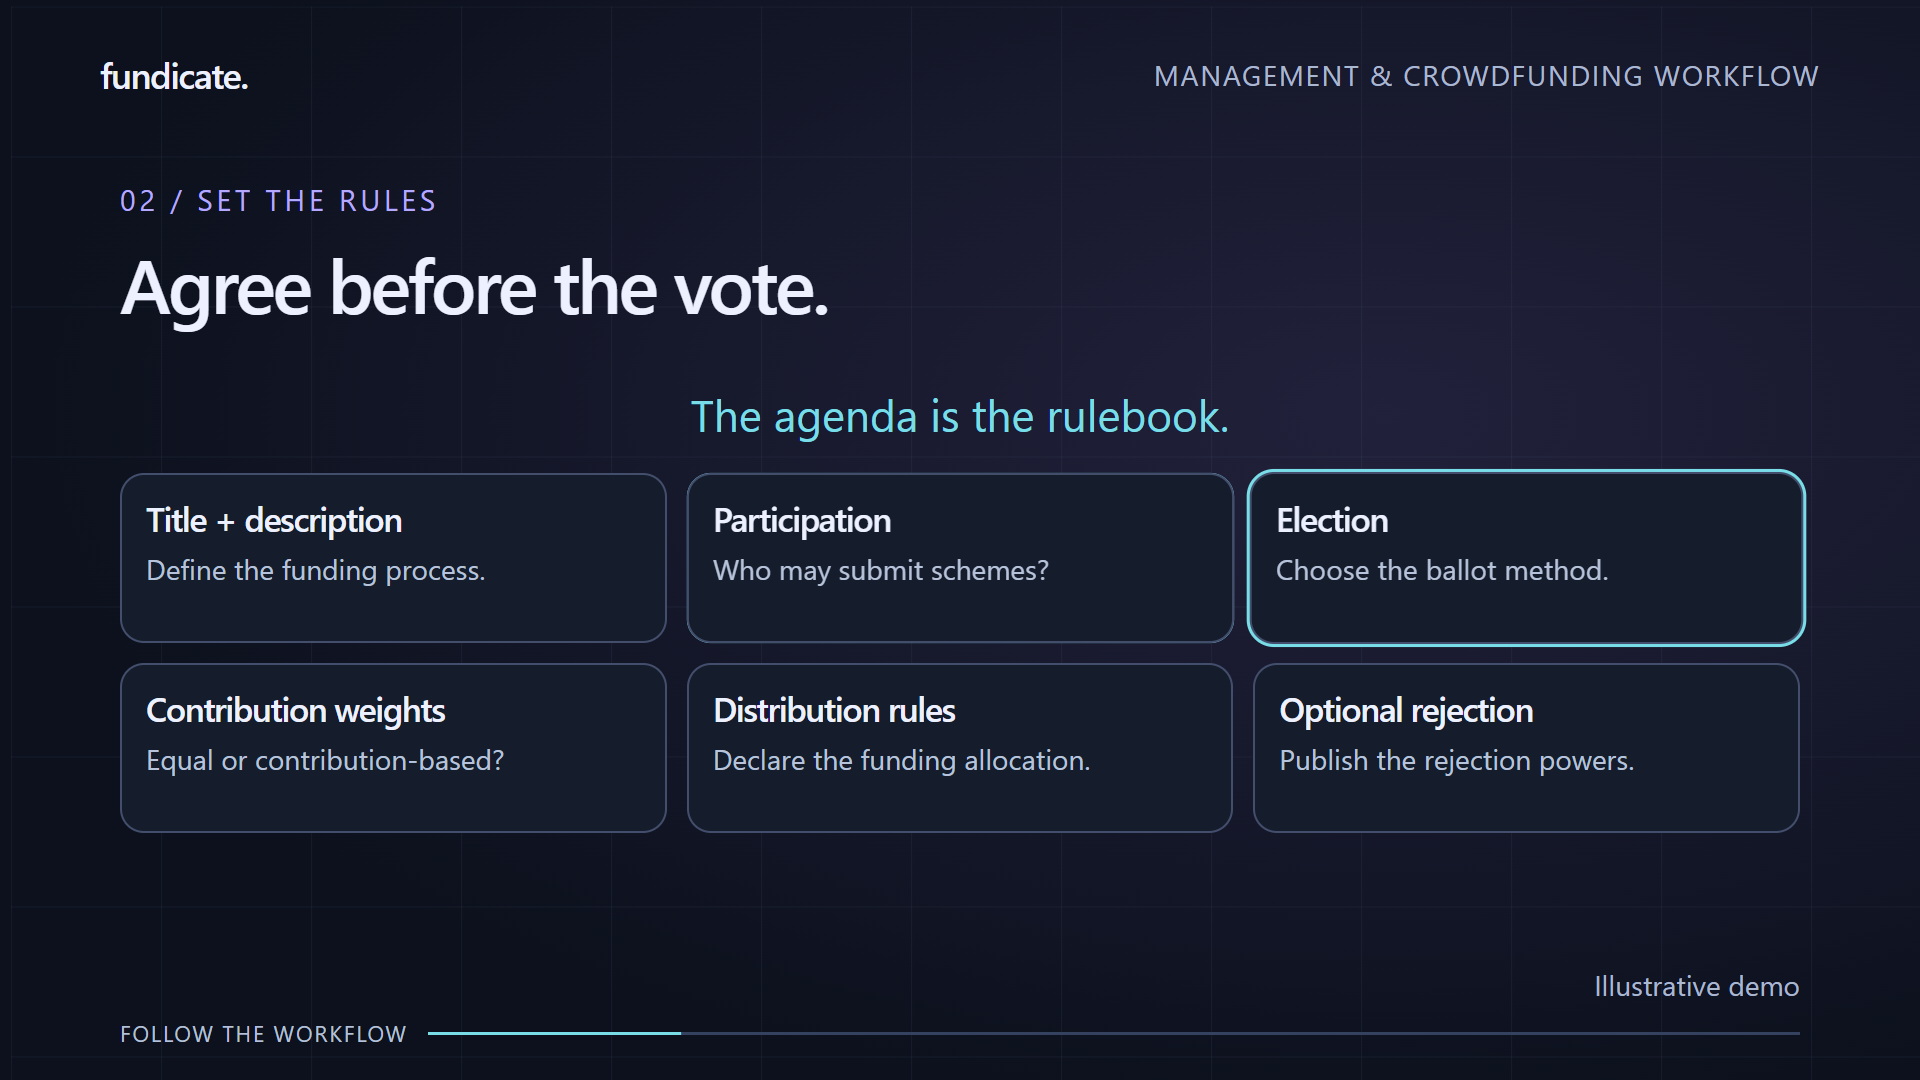 fundicate.
MANAGEMENT & CROWDFUNDING WORKFLOW
02 / SET THE RULES
Agree before the vote.
The agenda is the rulebook.
Title + description
Define the funding process.
Participation
Who may submit schemes?
Election
Choose the ballot method.
Contribution weights
Equal or contribution-based?
Distribution rules
Declare the funding allocation.
Optional rejection
Publish the rejection powers.
Illustrative demo
FOLLOW THE WORKFLOW